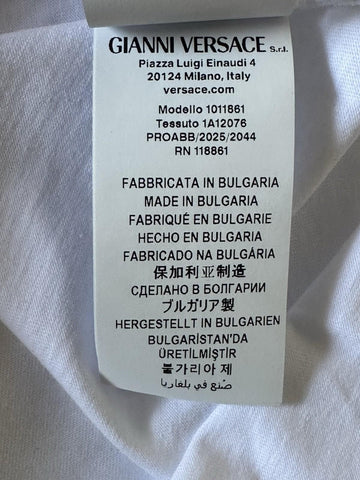 GIANNI VERSACE S.r.l.
Piazza Luigi Einaudi 4
20124 Milano, Italy
versace.com
Modello 1011861
Tessuto 1A12076
PROABB/2025/2044
RN 118861
FABBRICATA IN BULGARIA
MADE IN BULGARIA
FABRIQUÉ EN BULGARIE
HECHO EN BULGARIA
FABRICADO NA BULGÁRIA
保加利亚制造
СДЕЛАНО В БОЛГАРИИ
ブルガリア製
HERGESTELLT IN BULGARIEN
BULGARİSTAN'DA
ÜRETİLMİŞTİR
불가리아 제
صُنع في بلغاريا